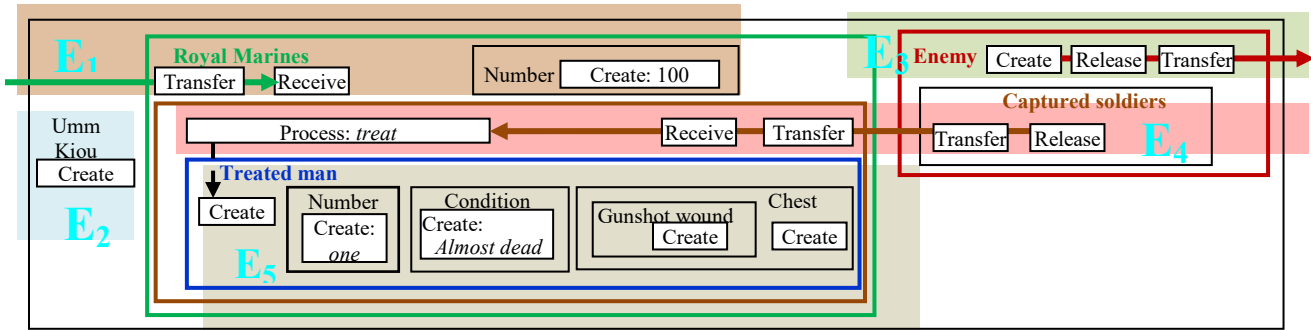 E1
Royal Marines
Transfer
Receive
Number
Create: 100
E3
Enemy
Create
Release
Transfer
Captured soldiers
Transfer
Release
E4
Umm
Kiou
Create
E2
Process: treat
Receive
Transfer
Treated man
Create
Number
Create:
one
Condition
Create:
Almost dead
Gunshot wound
Create
Chest
Create
E5